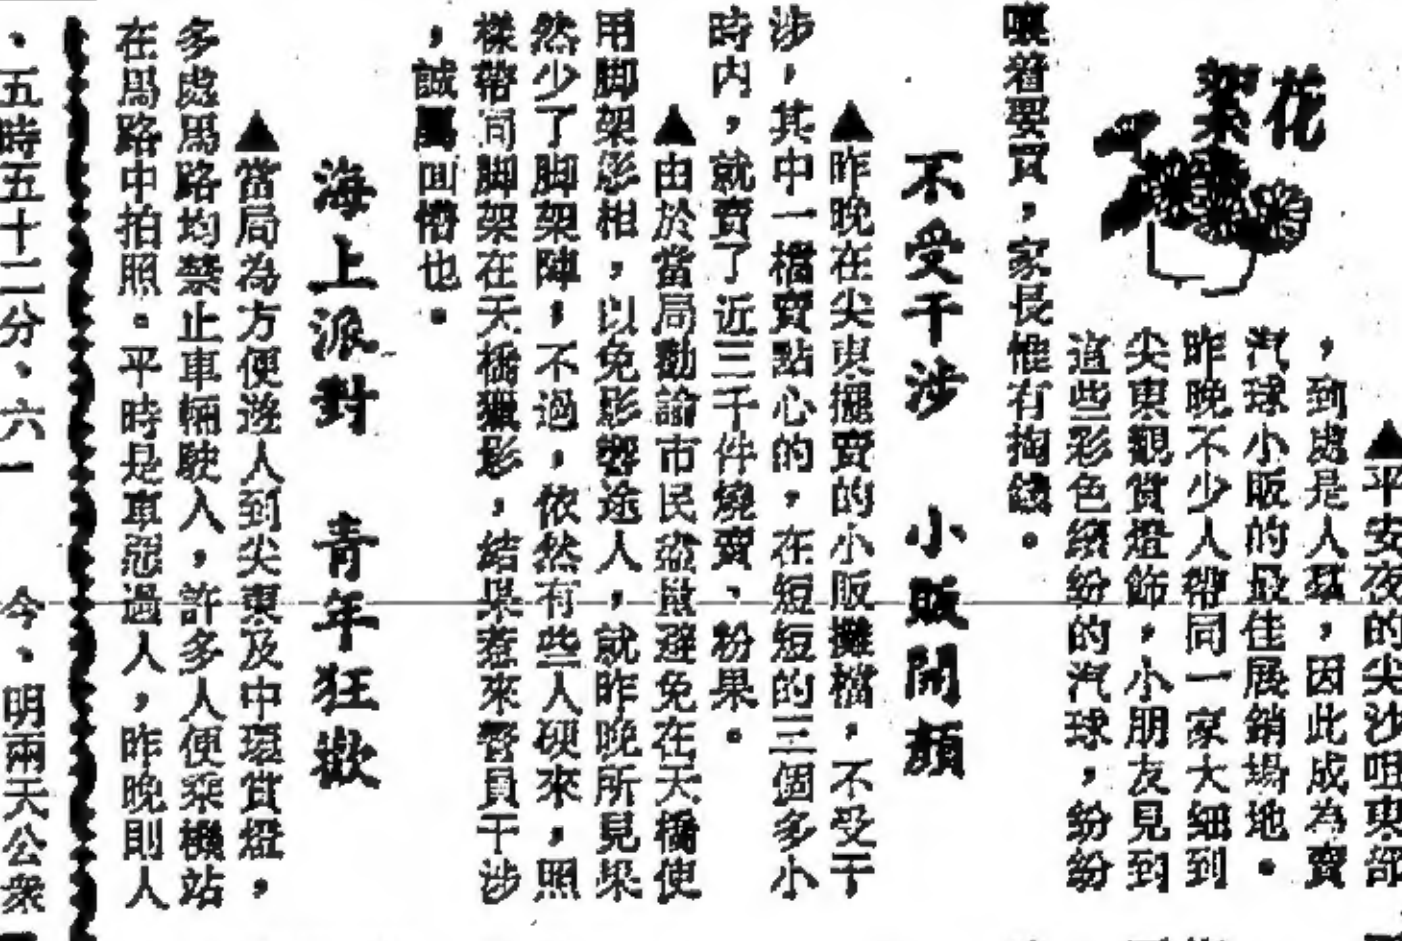 花絮
▲平安夜的尖沙咀東部
,到處是人羣,因此成為賣
汽球小販的最佳展銷場地。
昨晚不少人帶同一家大細到
尖東觀賞燈飾,小朋友見到
這些彩色繽紛的汽球,紛紛
嚷着要買,家長惟有掏錢。
不受干涉 小販開顏
▲昨晚在尖東擺賣的小販攤檔,不受干
涉,其中一檔賣點心的,在短短的三個多小
時内,就賣了近三千件燒賣、粉果。
▲由於當局勸諭市民盡量避免在天橋使
用脚架影相,以免影響途人,就昨晚所見果
然少了脚架陣,不過,依然有些人硬來,照
樣帶同脚架在天橋獵影,結果惹來警員干涉
,誠屬也。
海上派對 青年狂歡
▲當局為方便遊人到尖東及中環賞燈,
多處馬路均禁止車輛駛入,許多人便乘機站
在馬路中拍照。平時是車惡過人,昨晚則人
、五時五十二分、六 今、明兩天公衆